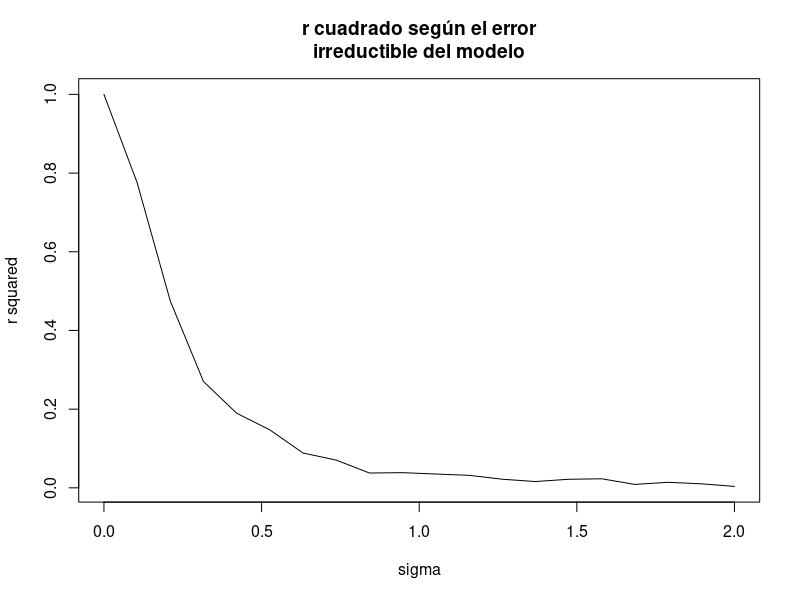 r cuadrado según el error
irreductible del modelo
1.0
0.8
0.6
0.4
0.2
0.0
r squared
0.0 0.5 1.0 1.5 2.0
sigma